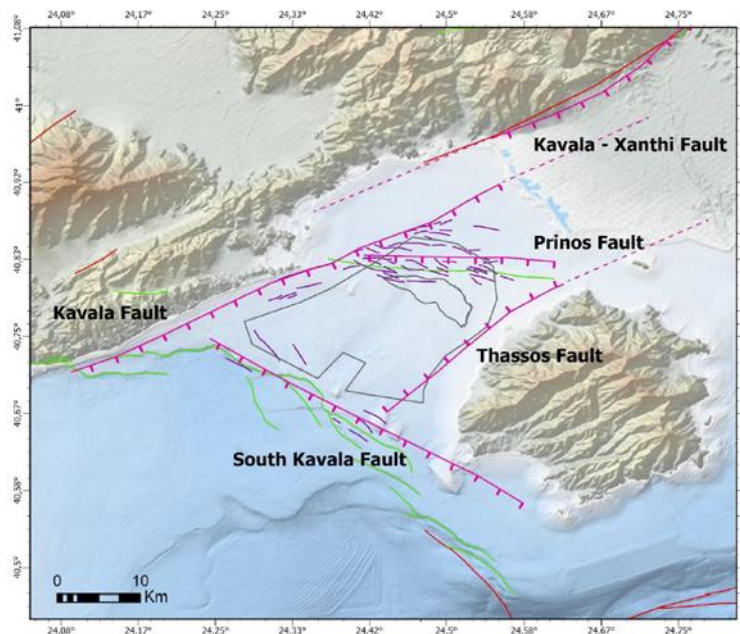 24,08° 24,17° 24,25° 24,33° 24,42° 24,5° 24,58° 24,67° 24,75°
41,08°
41°
40,92°
40,83°
40,75°
40,67°
40,58°
40,5°
Kavala - Xanthi Fault
Prinos Fault
Kavala Fault
Thassos Fault
South Kavala Fault
0 10
Km
24,08° 24,17° 24,25° 24,33° 24,42° 24,5° 24,58° 24,67° 24,75°